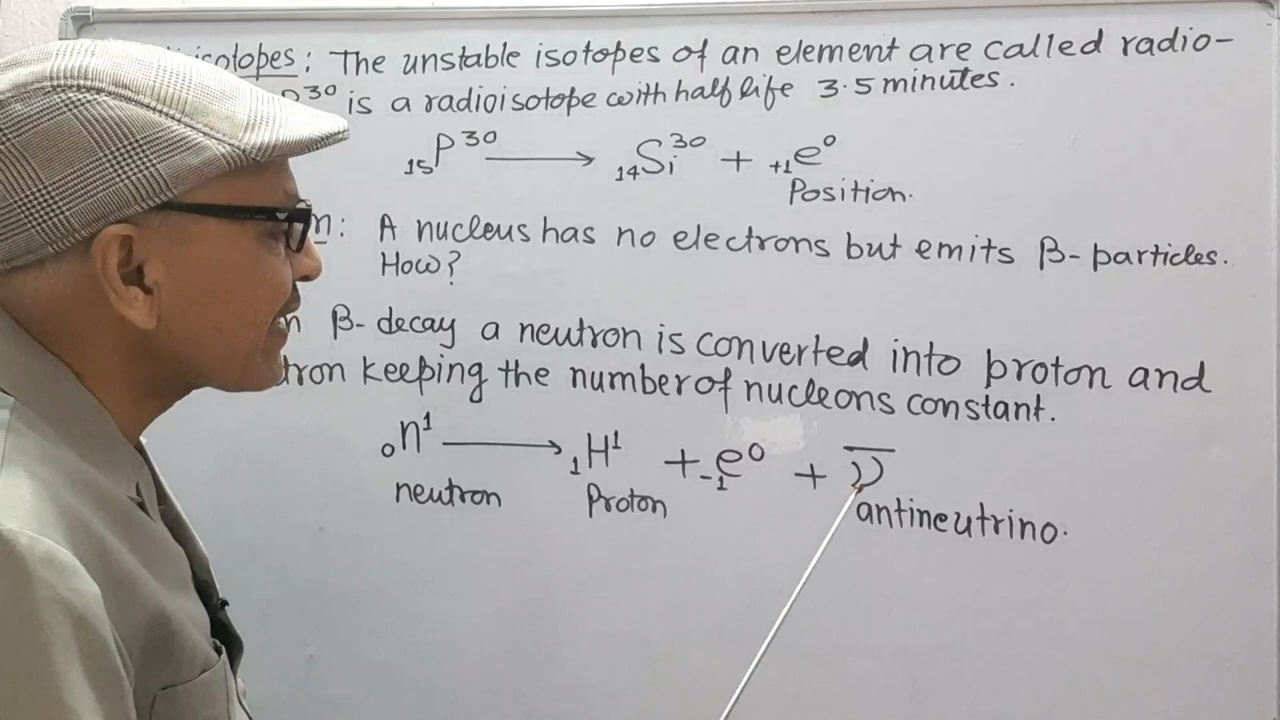 isotopes : The unstable isotopes of an element are called radio-
P³⁰ is a radioisotope with half life 3.5 minutes.
₁₅P³⁰ ⟶ ₁₄Si³⁰ + ₊₁e⁰
Position.
n : A nucleus has no electrons but emits β- particles.
How?
n β- decay a neutron is converted into proton and
tron keeping the number of nucleons constant.
₀n¹ ⟶ ₁H¹ + ₋₁e⁰ + ν̅
neutron Proton antineutrino.